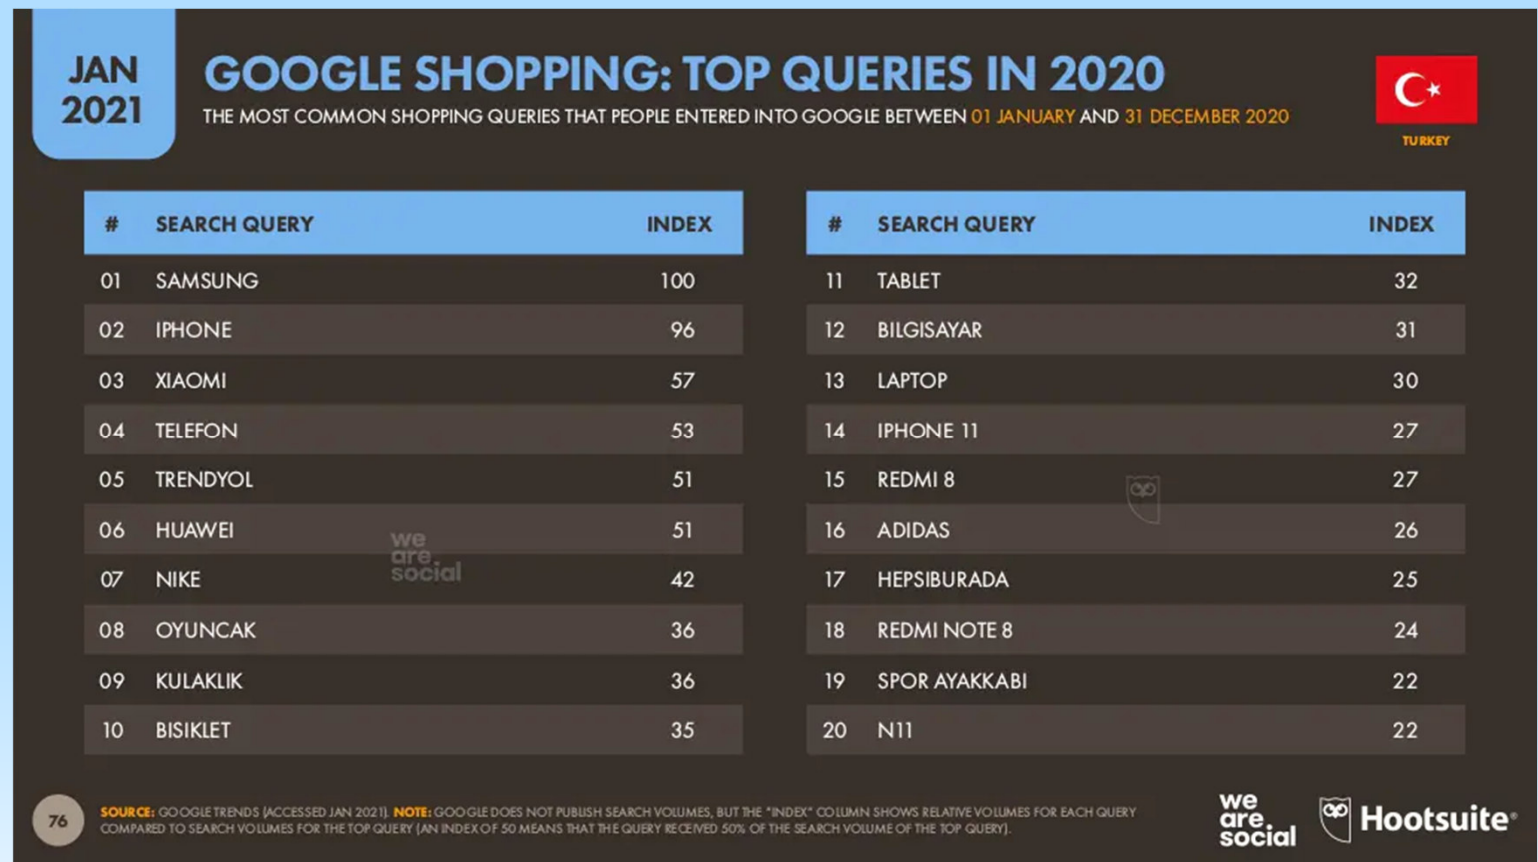 JAN
2021
GOOGLE SHOPPING: TOP QUERIES IN 2020
THE MOST COMMON SHOPPING QUERIES THAT PEOPLE ENTERED INTO GOOGLE BETWEEN 01 JANUARY AND 31 DECEMBER 2020
TURKEY
# SEARCH QUERY INDEX
01 SAMSUNG 100
02 IPHONE 96
03 XIAOMI 57
04 TELEFON 53
05 TRENDYOL 51
06 HUAWEI 51
07 NIKE 42
08 OYUNCAK 36
09 KULAKLIK 36
10 BISIKLET 35
we
are.
social
# SEARCH QUERY INDEX
11 TABLET 32
12 BILGISAYAR 31
13 LAPTOP 30
14 IPHONE 11 27
15 REDMI 8 27
16 ADIDAS 26
17 HEPSIBURADA 25
18 REDMI NOTE 8 24
19 SPOR AYAKKABI 22
20 N11 22
76
SOURCE: GOOGLE TRENDS (ACCESSED JAN 2021). NOTE: GOOGLE DOES NOT PUBLISH SEARCH VOLUMES, BUT THE "INDEX" COLUMN SHOWS RELATIVE VOLUMES FOR EACH QUERY
COMPARED TO SEARCH VOLUMES FOR THE TOP QUERY (AN INDEX OF 50 MEANS THAT THE QUERY RECEIVED 50% OF THE SEARCH VOLUME OF THE TOP QUERY).
we
are.
social
Hootsuite®